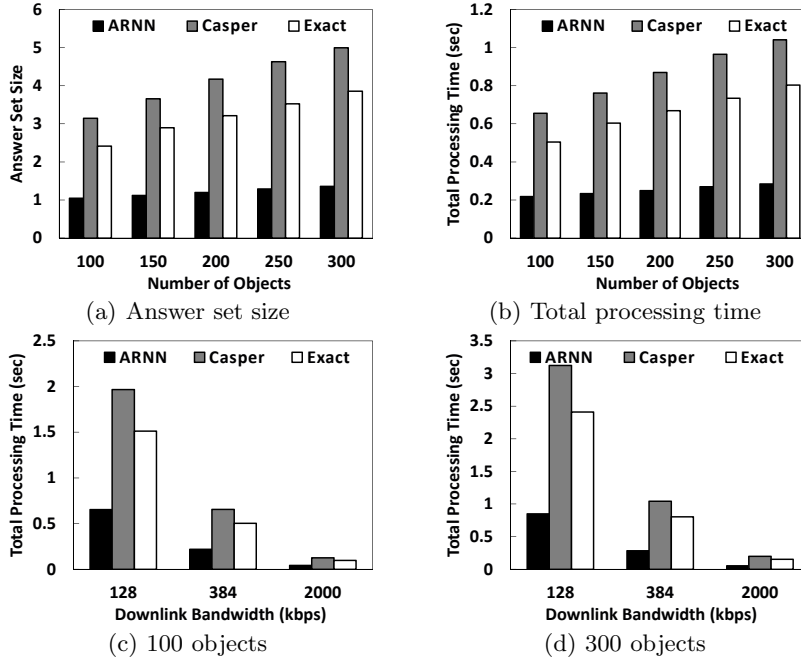 ARNN Casper Exact
Answer Set Size
6
5
4
3
2
1
0
100 150 200 250 300
Number of Objects
(a) Answer set size
ARNN Casper Exact
Total Processing Time (sec)
1.2
1
0.8
0.6
0.4
0.2
0
100 150 200 250 300
Number of Objects
(b) Total processing time
ARNN Casper Exact
Total Processing Time (sec)
2.5
2
1.5
1
0.5
0
128 384 2000
Downlink Bandwidth (kbps)
(c) 100 objects
ARNN Casper Exact
Total Processing Time (sec)
3.5
3
2.5
2
1.5
1
0.5
0
128 384 2000
Downlink Bandwidth (kbps)
(d) 300 objects